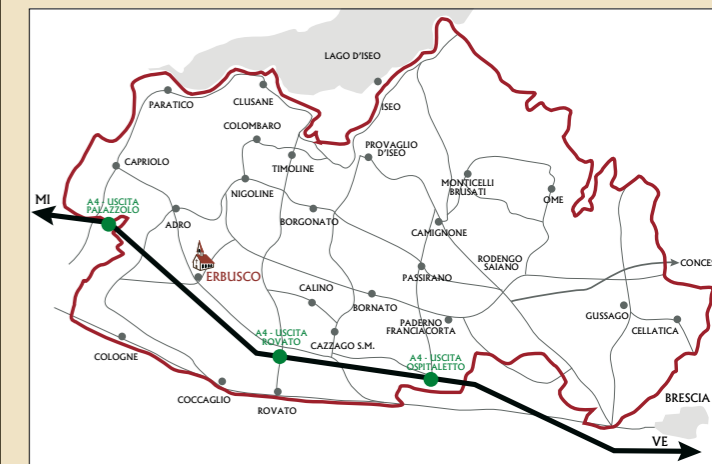 LAGO D'ISEO
PARATICO
CLUSANE
ISEO
COLOMBARO
PROVAGLIO
D'ISEO
CAPRIOLO
TIMOLINE
MONTICELLI
BRUSATI
NIGOLINE
OME
MI
A4 - USCITA
PALAZZOLO
ADRO
BORGONATO
CAMIGNONE
ERBUSCO
PASSIRANO
RODENGO
SAIANO
CONCES
CALINO
BORNATO
GUSSAGO
PADERNO
FRANCIACORTA
CELLATICA
A4 - USCITA
ROVATO
CAZZAGO S.M.
A4 - USCITA
OSPITALETTO
COLOGNE
COCCAGLIO
ROVATO
BRESCIA
VE